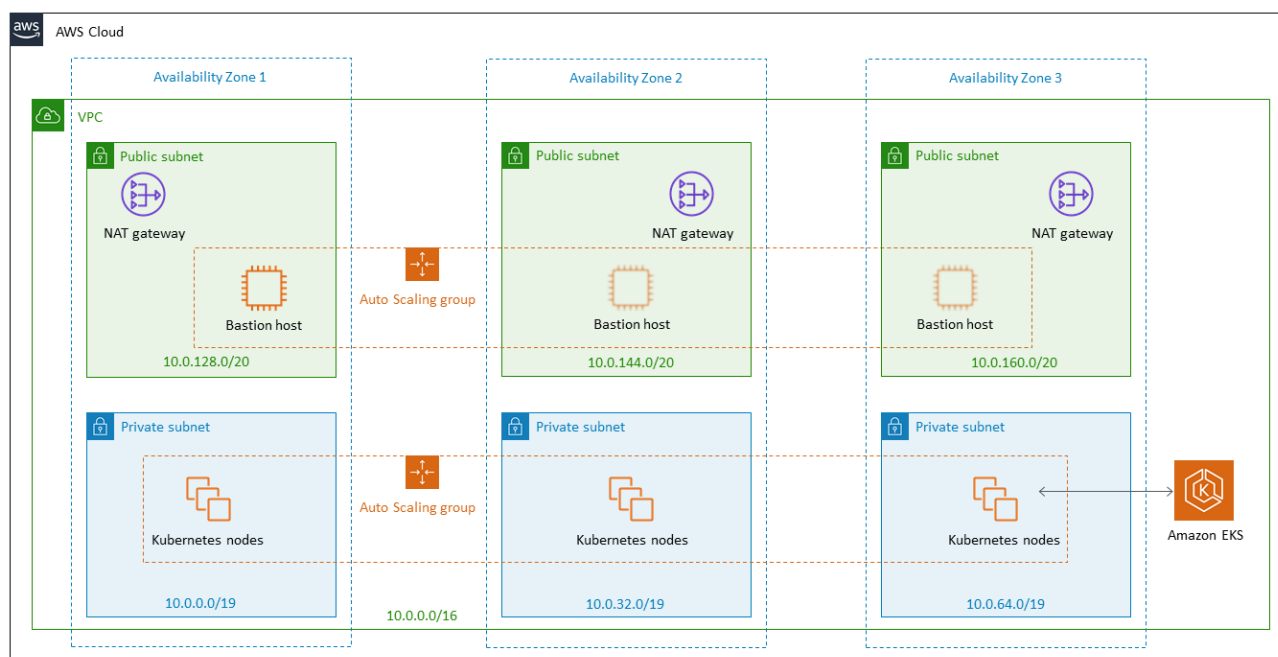 aws
AWS Cloud
Availability Zone 1
Availability Zone 2
Availability Zone 3
VPC
Public subnet
Public subnet
Public subnet
NAT gateway
NAT gateway
NAT gateway
Auto Scaling group
Bastion host
Bastion host
Bastion host
10.0.128.0/20
10.0.144.0/20
10.0.160.0/20
Private subnet
Private subnet
Private subnet
K
Auto Scaling group
Kubernetes nodes
Kubernetes nodes
Kubernetes nodes
Amazon EKS
10.0.0.0/19
10.0.32.0/19
10.0.64.0/19
10.0.0.0/16